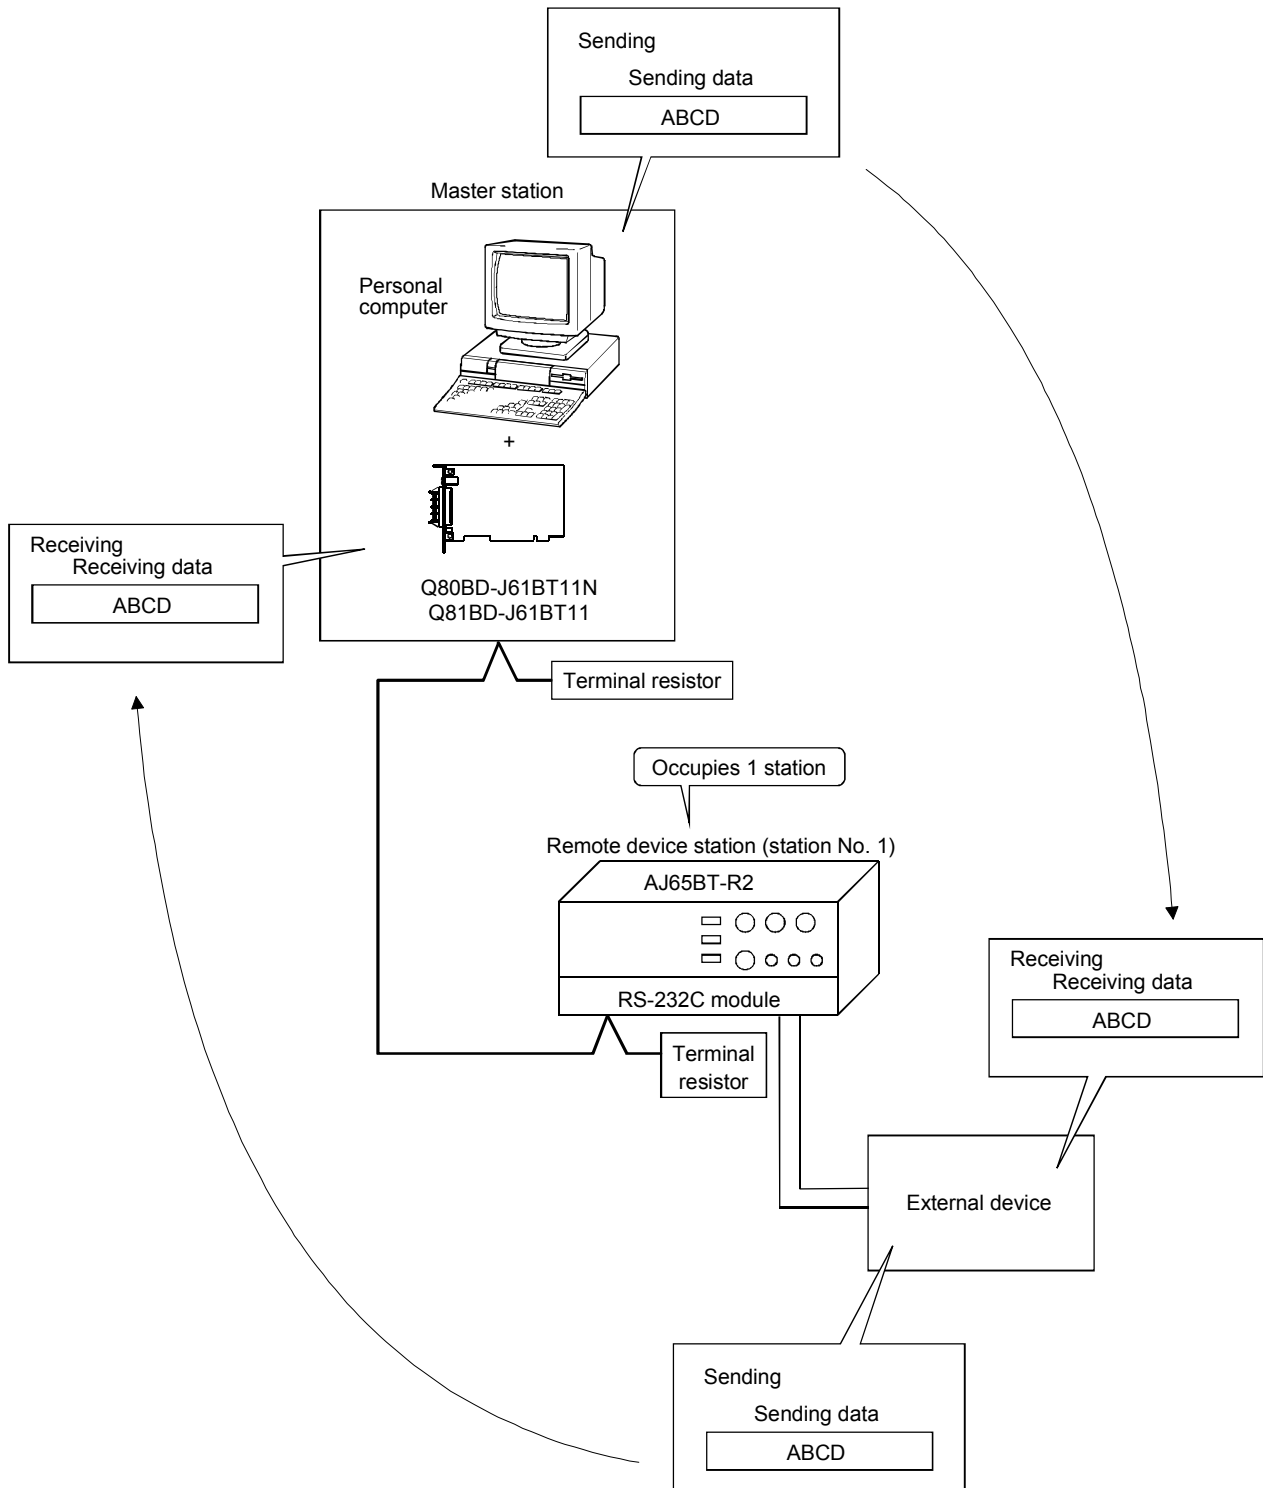 Sending
Sending data
ABCD
Master station
Personal
computer
+
Q80BD-J61BT11N
Q81BD-J61BT11
Receiving
Receiving data
ABCD
Terminal resistor
Occupies 1 station
Remote device station (station No. 1)
AJ65BT-R2
RS-232C module
Terminal
resistor
Receiving
Receiving data
ABCD
External device
Sending
Sending data
ABCD